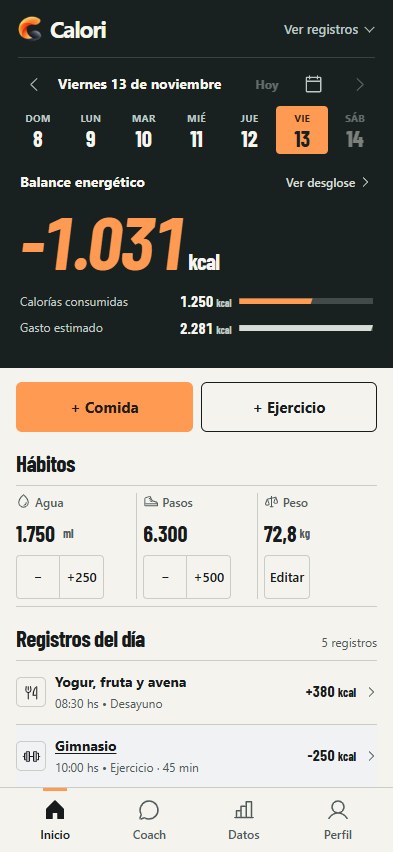 Calori
Ver registros
Viernes 13 de noviembre
Hoy
DOM LUN MAR MIÉ JUE VIE SÁB
8 9 10 11 12 13 14
Balance energético
Ver desglose
-1.031 kcal
Calorías consumidas 1.250 kcal
Gasto estimado 2.281 kcal
+ Comida
+ Ejercicio
Hábitos
Agua Pasos Peso
1.750 ml 6.300 72,8 kg
− +250 − +500 Editar
Registros del día
5 registros
Yogur, fruta y avena
08:30 hs • Desayuno
+380 kcal
Gimnasio
10:00 hs • Ejercicio · 45 min
-250 kcal
Inicio Coach Datos Perfil